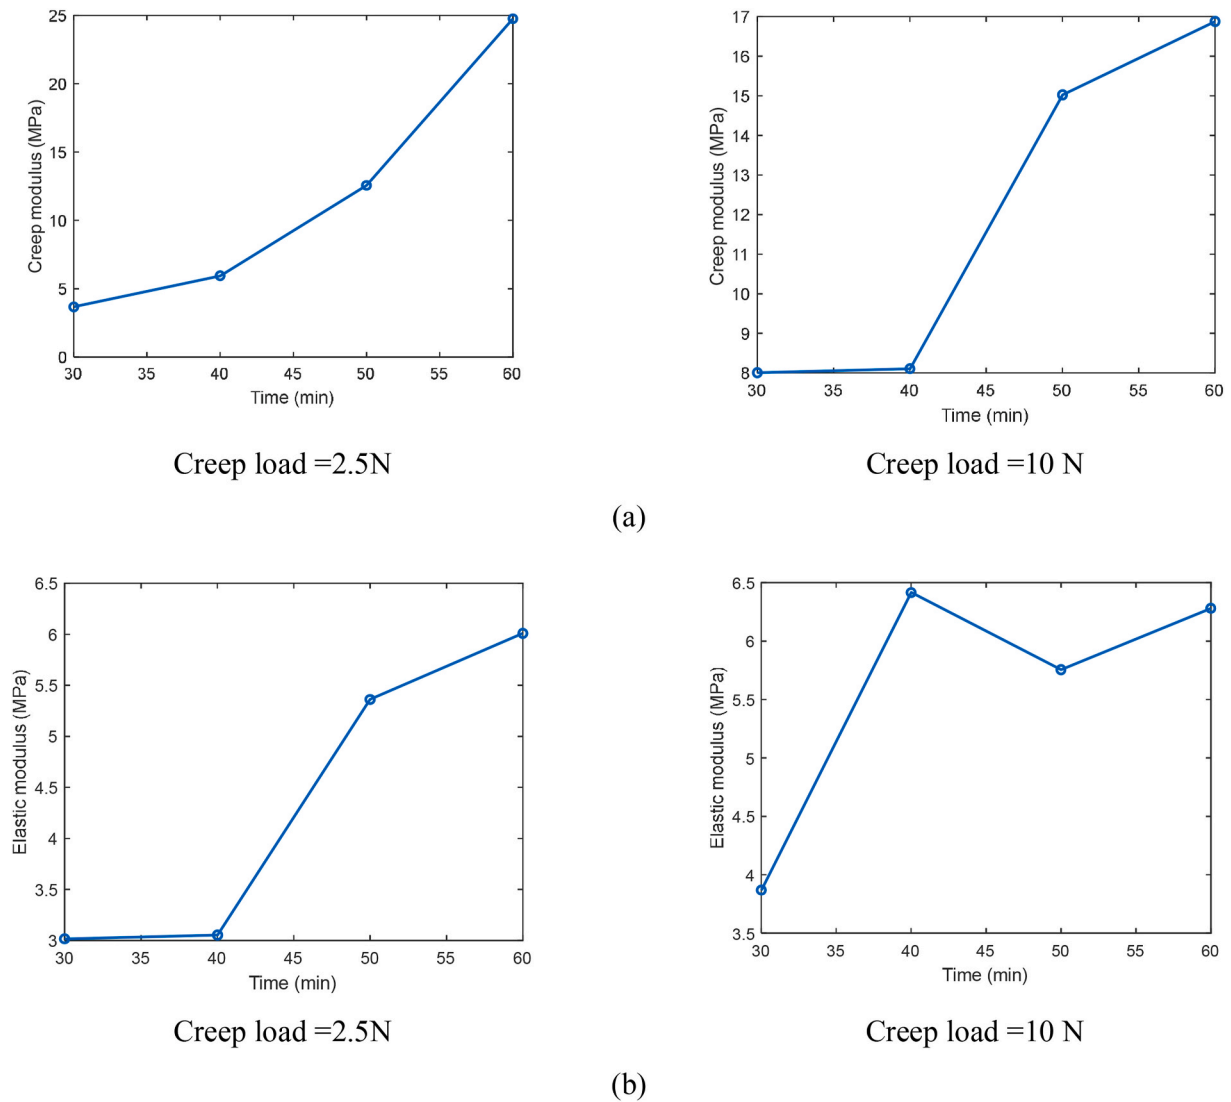 25
20
15
10
5
0
Creep modulus (MPa)
30 35 40 45 50 55 60
Time (min)
Creep load =2.5N
17
16
15
14
13
12
11
10
9
8
Creep modulus (MPa)
30 35 40 45 50 55 60
Time (min)
Creep load =10 N
(a)
6.5
6
5.5
5
4.5
4
3.5
3
Elastic modulus (MPa)
30 35 40 45 50 55 60
Time (min)
Creep load =2.5N
6.5
6
5.5
5
4.5
4
3.5
Elastic modulus (MPa)
30 35 40 45 50 55 60
Time (min)
Creep load =10 N
(b)